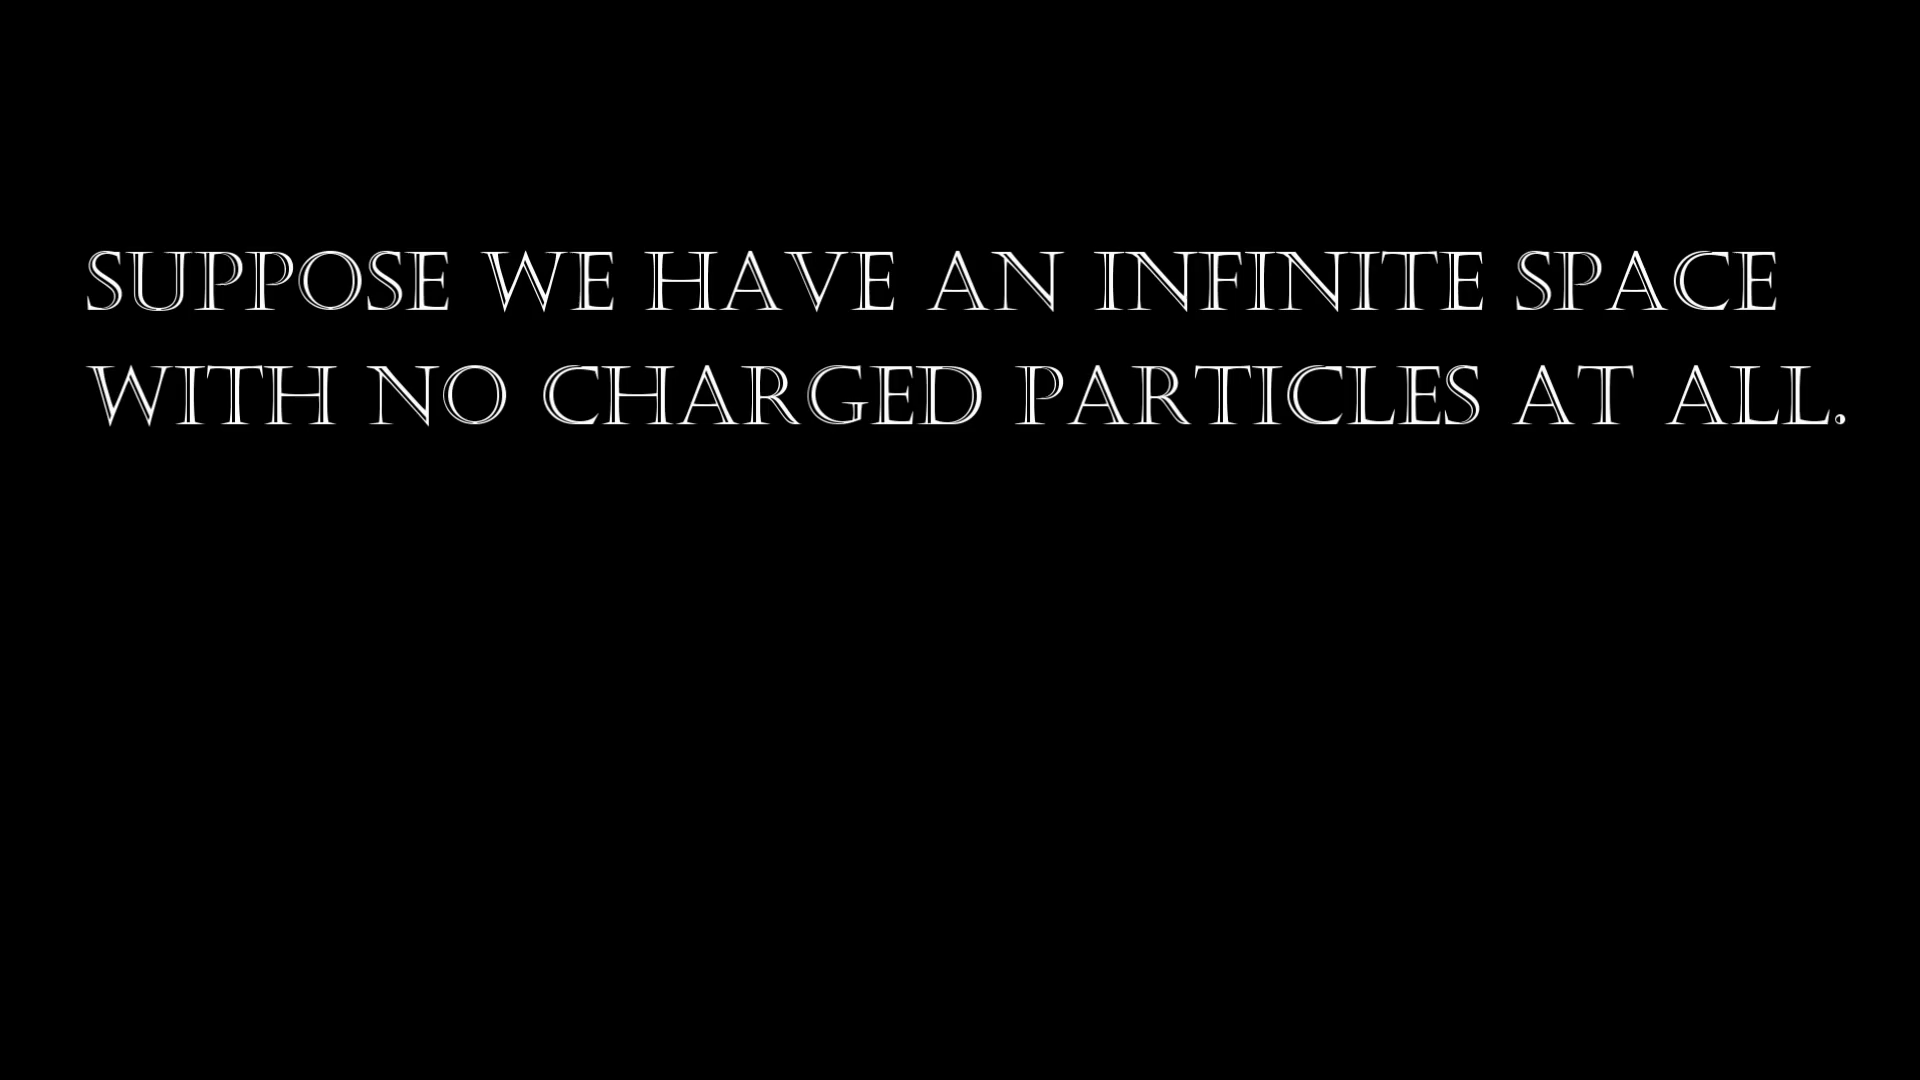 SUPPOSE WE HAVE AN INFINITE SPACE
WITH NO CHARGED PARTICLES AT ALL.